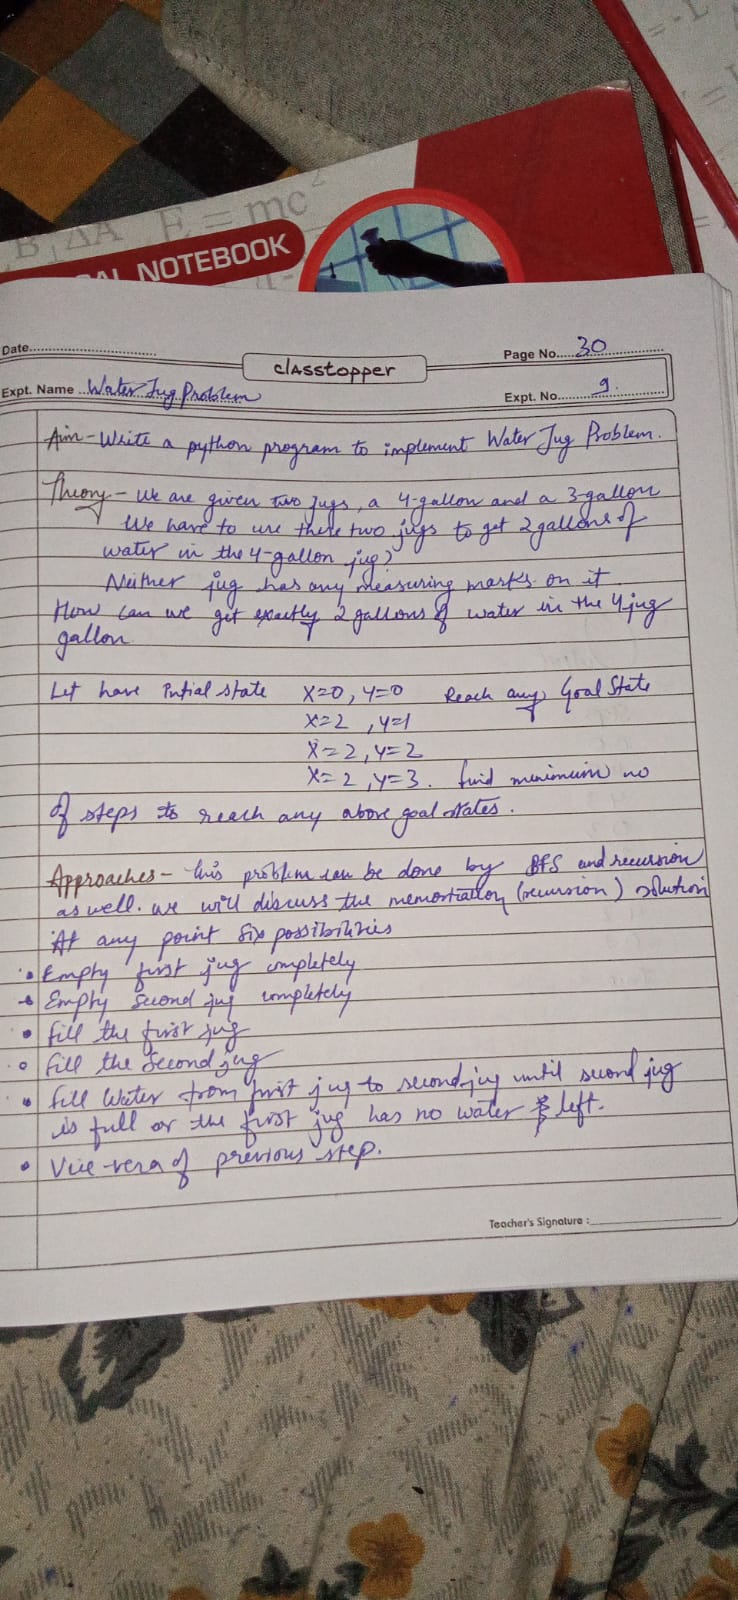 B⊥ΔA E = mc²
AL NOTEBOOK
Date
Page No. 30
classtopper
Expt. Name Water Jug Problem
Expt. No. 9.
Aim - Write a python program to implement Water Jug Problem.
Theory - We are given two jugs, a 4-gallon and a 3-gallon
We have to use these two jugs to get 2 gallons of
water in the 4-gallon jug?
Neither jug has any measuring marks on it.
How can we get exactly 2 gallons of water in the 4 jug
gallon.
Let have Initial state X=0, Y=0 Reach any Goal State
X=2 , Y=1
X=2, Y=2
X=2, Y=3. find minimum no
of steps to reach any above goal states.
Approaches - this problem can be done by BFS and recursion
as well. we will discuss the (recursion) solution
At any point six possibilities
• Empty first jug completely
• Empty Second jug completely
• fill the first jug
• fill the Second jug
• fill Water from first jug to second jug until second jug
is full or the first jug has no water left.
• Vice-versa of previous step.
Teacher's Signature :